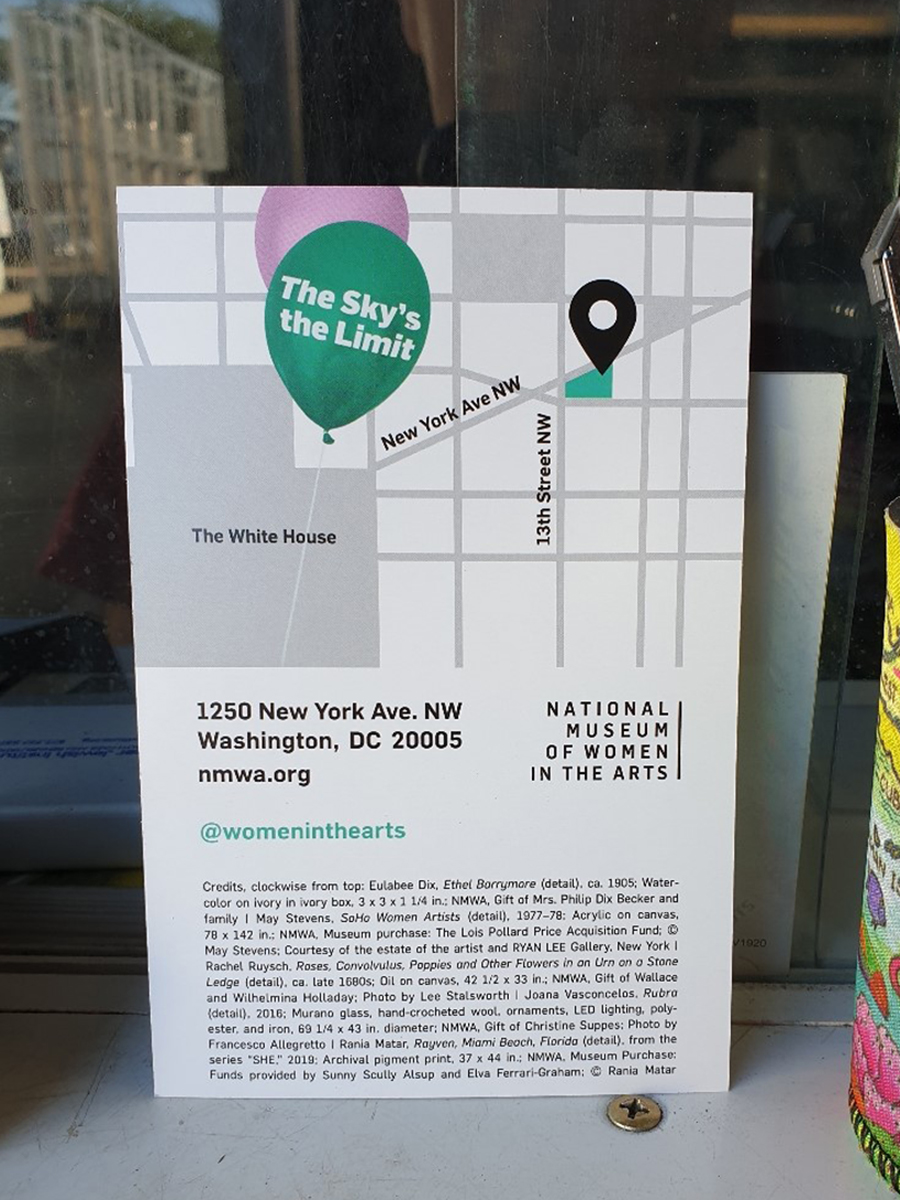 The Sky's
the Limit
New York Ave NW
13th Street NW
The White House
1250 New York Ave. NW
Washington, DC 20005
nmwa.org
NATIONAL
MUSEUM
OF WOMEN
IN THE ARTS
@womeninthearts
Credits, clockwise from top: Eulabee Dix, Ethel Barrymore (detail), ca. 1905; Water-
color on ivory in ivory box, 3 x 3 x 1 1/4 in.; NMWA, Gift of Mrs. Philip Dix Becker and
family | May Stevens, SoHo Women Artists (detail), 1977–78; Acrylic on canvas,
78 x 142 in.; NMWA, Museum purchase: The Lois Pollard Price Acquisition Fund; ©
May Stevens; Courtesy of the estate of the artist and RYAN LEE Gallery, New York |
Rachel Ruysch, Roses, Convolvulus, Poppies and Other Flowers in an Urn on a Stone
Ledge (detail), ca. late 1680s; Oil on canvas, 42 1/2 x 33 in.; NMWA, Gift of Wallace
and Wilhelmina Holladay; Photo by Lee Stalsworth | Joana Vasconcelos, Rubra
(detail), 2016; Murano glass, hand-crocheted wool, ornaments, LED lighting, poly-
ester, and iron, 69 1/4 x 43 in. diameter; NMWA, Gift of Christine Suppes; Photo by
Francesco Allegretto | Rania Matar, Rayven, Miami Beach, Florida (detail), from the
series "SHE," 2019; Archival pigment print, 37 x 44 in.; NMWA, Museum Purchase:
Funds provided by Sunny Scully Alsup and Elva Ferrari-Graham; © Rania Matar
V1920